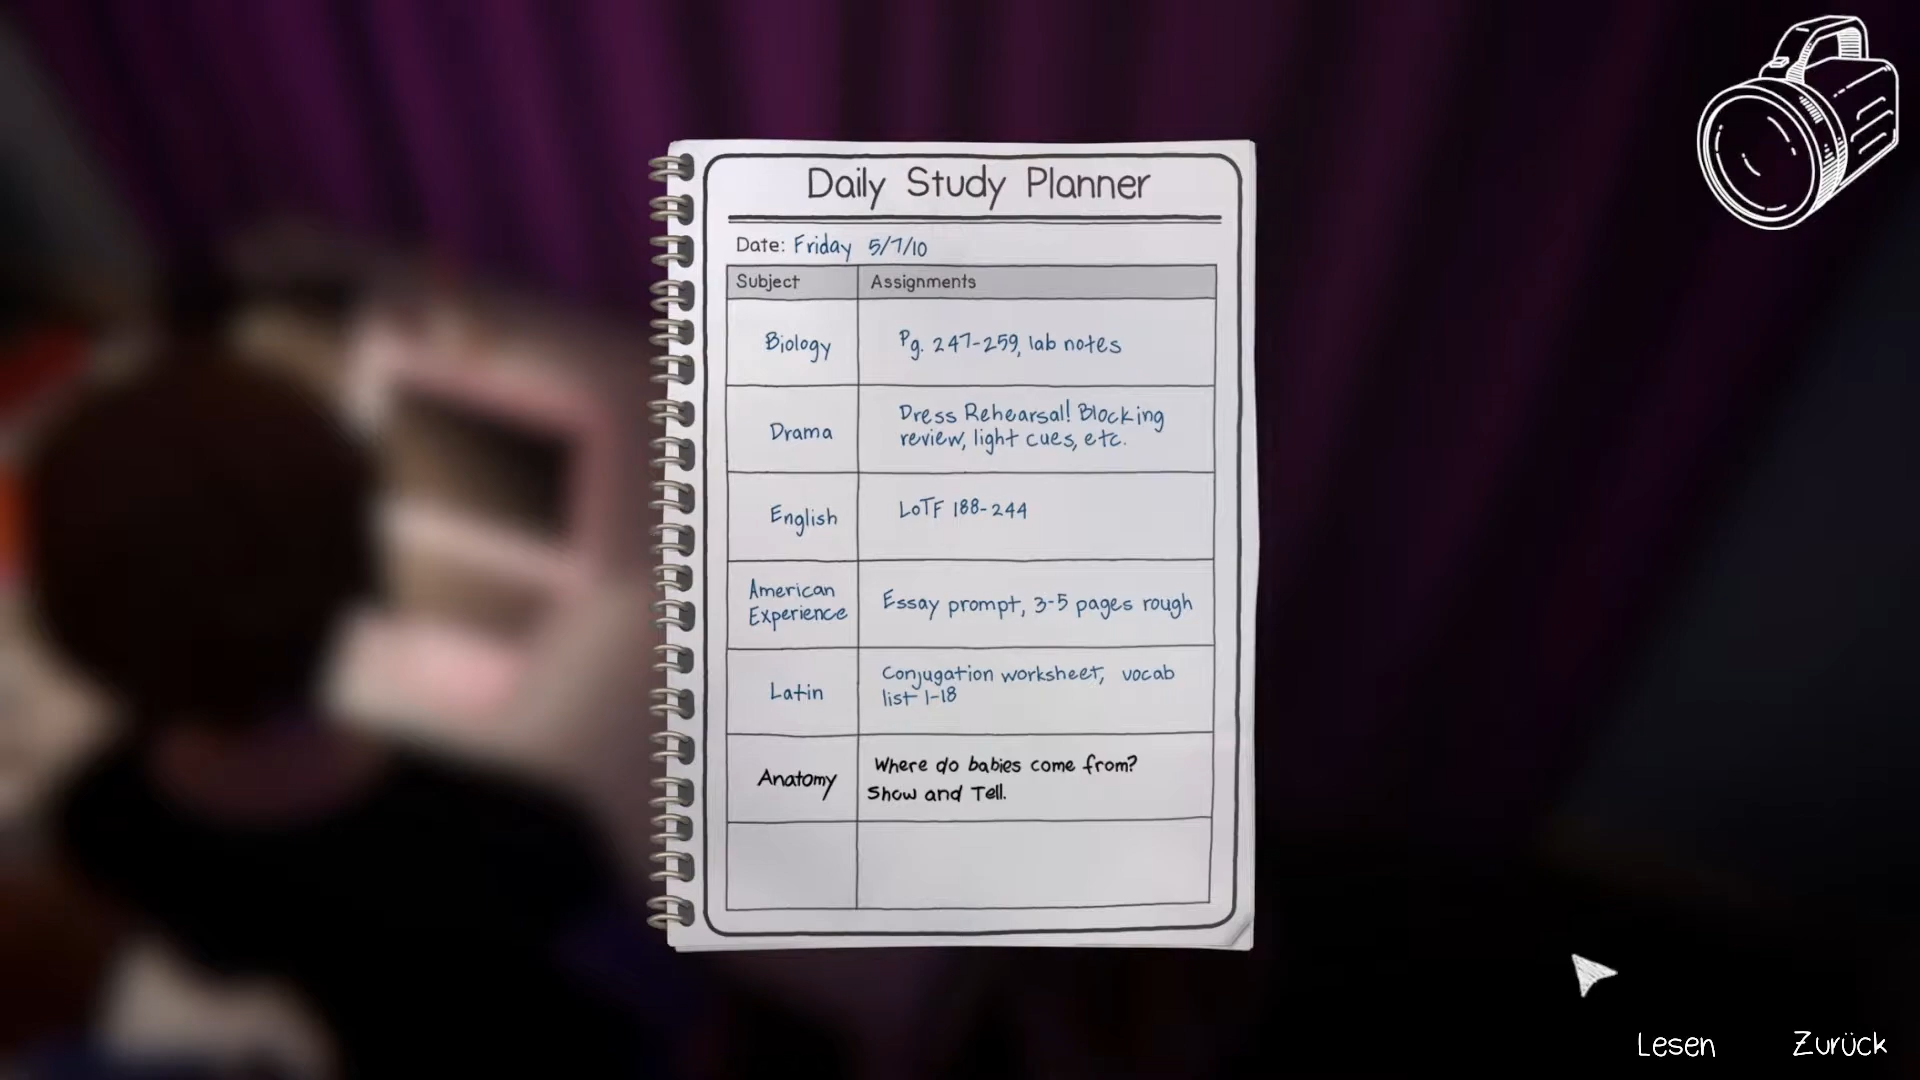 Daily Study Planner
Date: Friday 5/7/10
Subject Assignments
Biology Pg. 247-259, lab notes
Drama Dress Rehearsal! Blocking
review, light cues, etc.
English LoTF 188-244
American
Experience Essay prompt, 3-5 pages rough
Latin Conjugation worksheet, vocab
list 1-18
Anatomy Where do babies come from?
Show and Tell.
Lesen Zurück